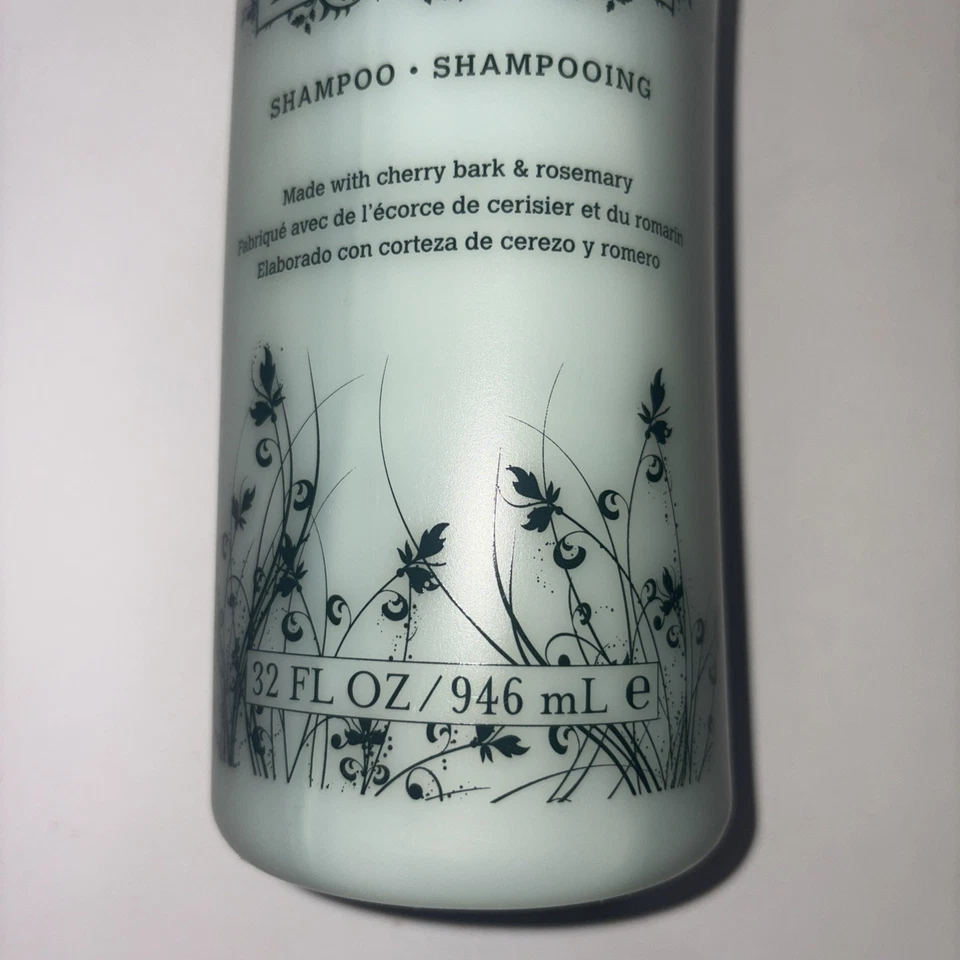 SHAMPOO • SHAMPOOING
Made with cherry bark & rosemary
Fabriqué avec de l'écorce de cerisier et du romarin
Elaborado con corteza de cerezo y romero
32 FL OZ / 946 mL e